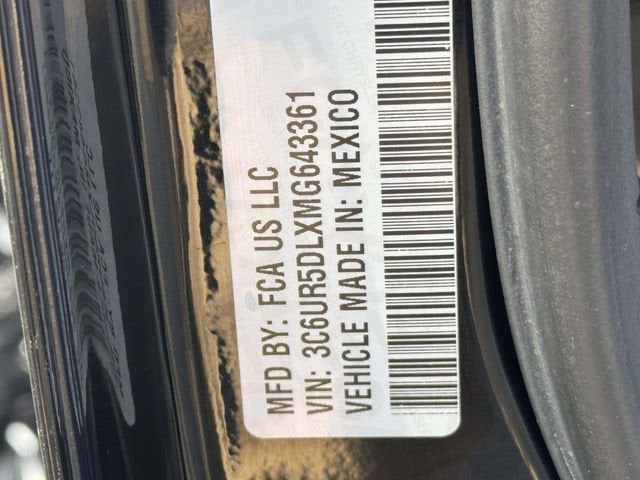 MFD BY: FCA US LLC
VIN: 3C6UR5DLXMG643361
VEHICLE MADE IN: MEXICO